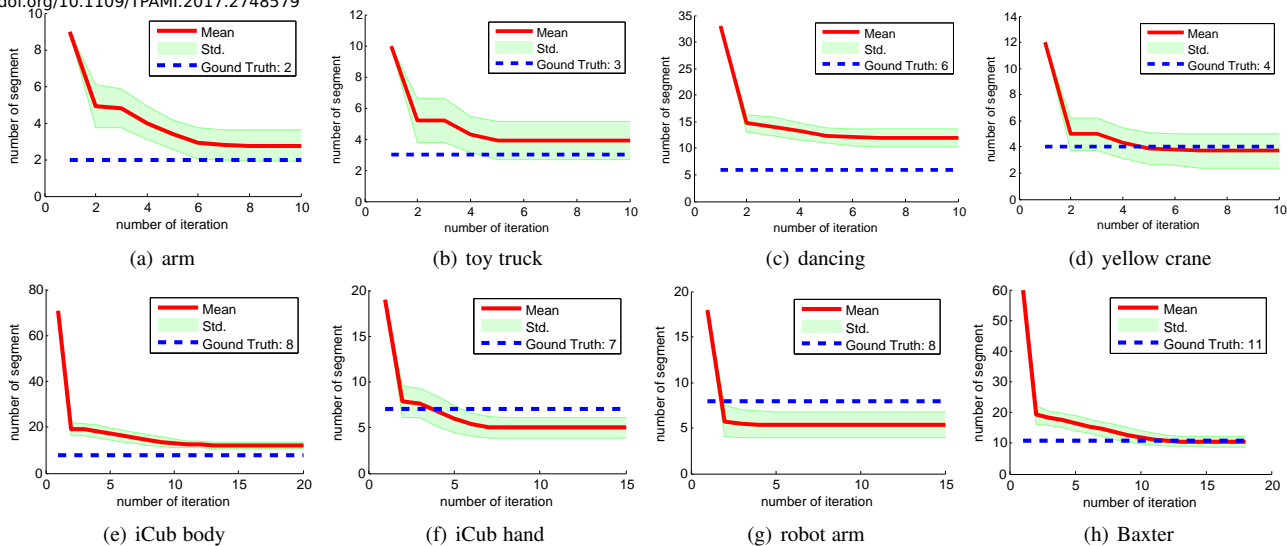 doi.org/10.1109/TPAMI.2017.2748579
10
8
6
4
2
0
number of segment
Mean
Std.
Gound Truth: 2
0 2 4 6 8 10
number of iteration
(a) arm
12
10
8
6
4
2
0
number of segment
Mean
Std.
Gound Truth: 3
0 2 4 6 8 10
number of iteration
(b) toy truck
35
30
25
20
15
10
5
0
number of segment
Mean
Std.
Gound Truth: 6
0 2 4 6 8 10
number of iteration
(c) dancing
14
12
10
8
6
4
2
number of segment
Mean
Std.
Gound Truth: 4
0 2 4 6 8 10
number of iteration
(d) yellow crane
80
60
40
20
0
number of segment
Mean
Std.
Gound Truth: 8
0 5 10 15 20
number of iteration
(e) iCub body
20
15
10
5
0
number of segment
Mean
Std.
Gound Truth: 7
0 5 10 15
number of iteration
(f) iCub hand
20
15
10
5
0
number of segment
Mean
Std.
Gound Truth: 8
0 5 10 15
number of iteration
(g) robot arm
60
50
40
30
20
10
0
number of segment
Mean
Std.
Gound Truth: 11
0 5 10 15 20
number of iteration
(h) Baxter